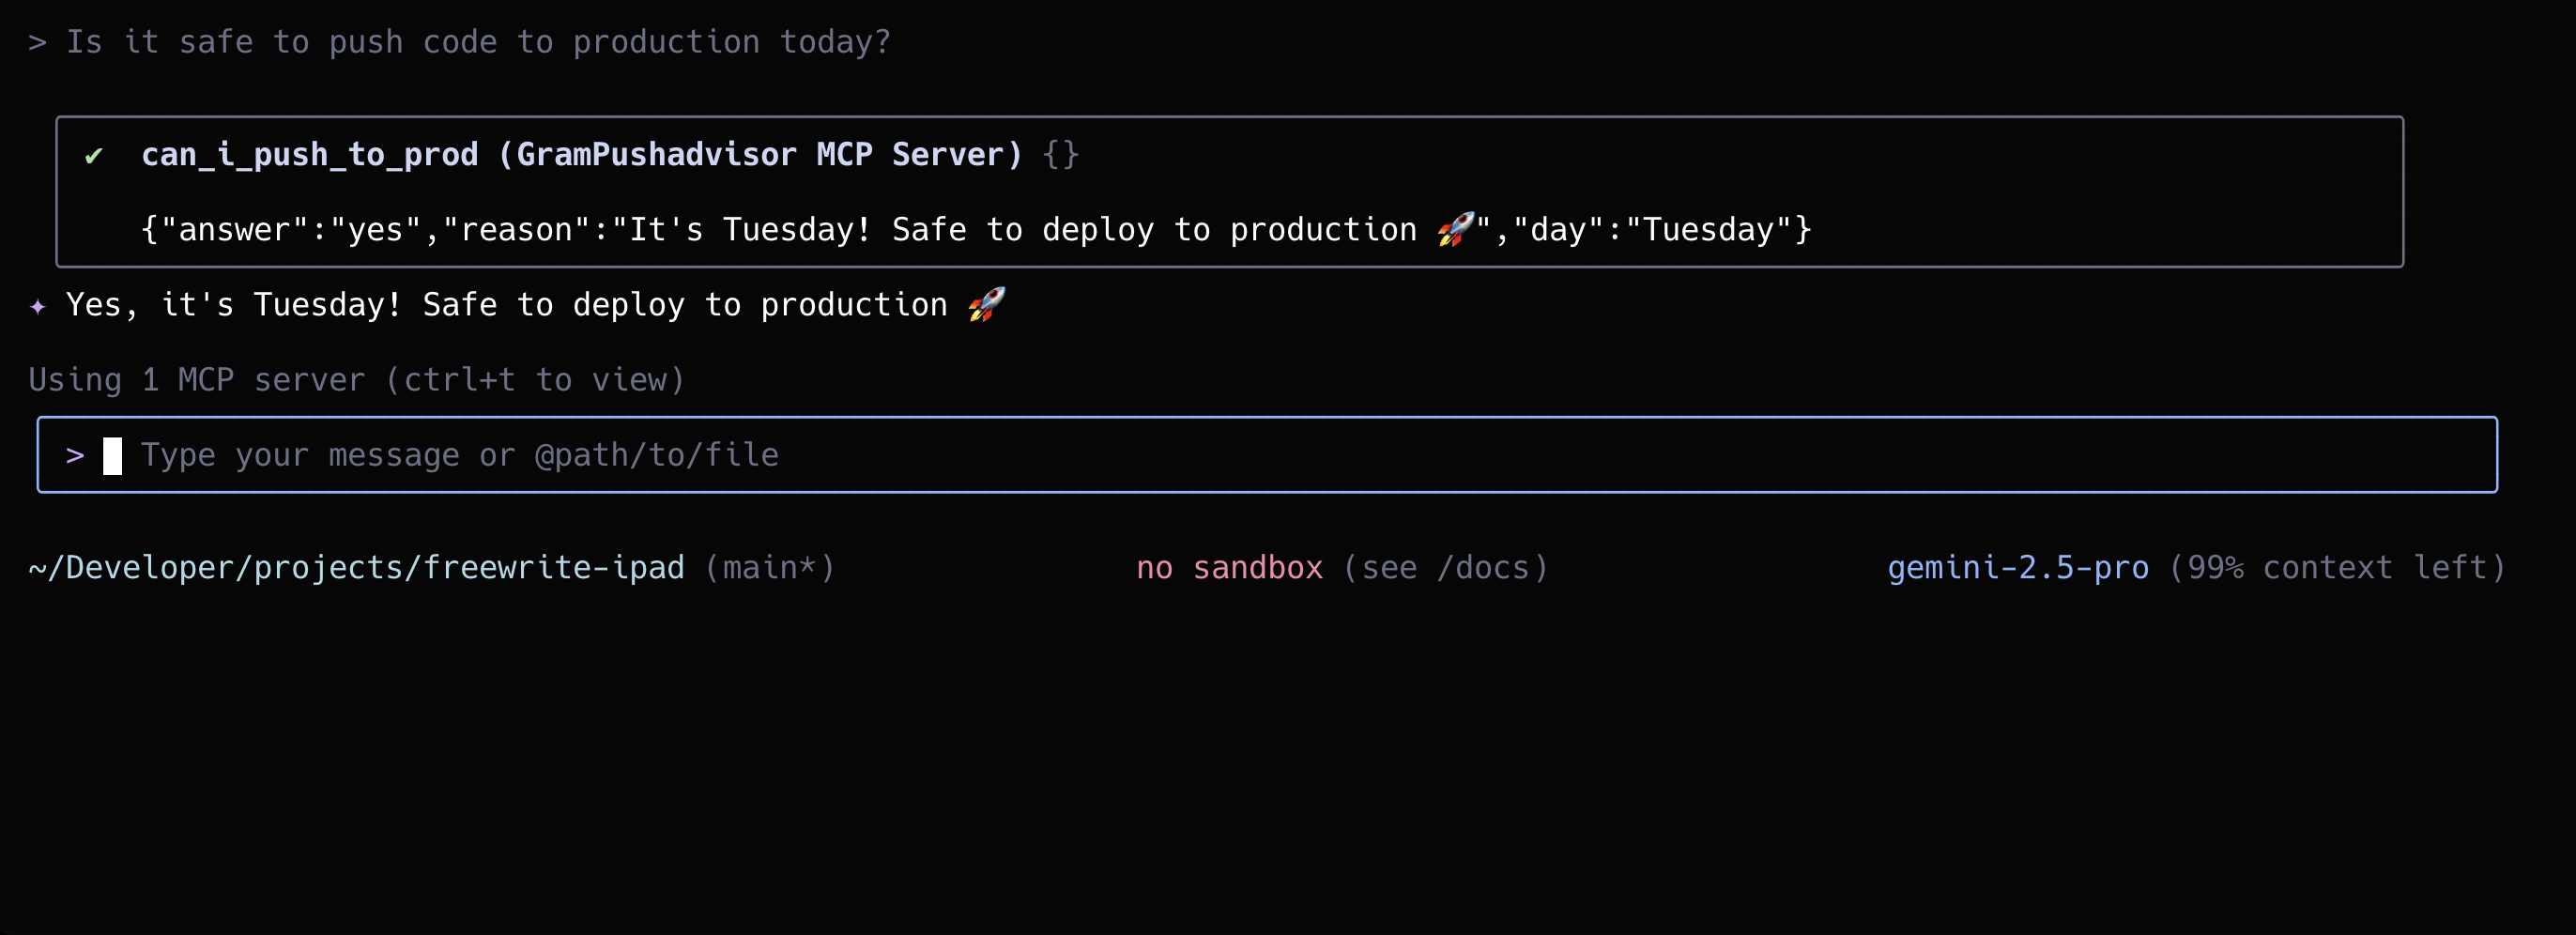 > Is it safe to push code to production today?
✔ can_i_push_to_prod (GramPushadvisor MCP Server) {}
{"answer":"yes","reason":"It's Tuesday! Safe to deploy to production 🚀","day":"Tuesday"}
✦ Yes, it's Tuesday! Safe to deploy to production 🚀
Using 1 MCP server (ctrl+t to view)
> Type your message or @path/to/file
~/Developer/projects/freewrite-ipad (main*) no sandbox (see /docs) gemini-2.5-pro (99% context left)